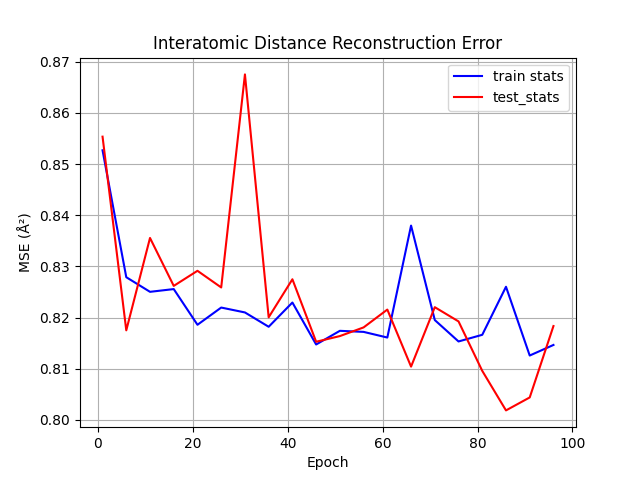 Interatomic Distance Reconstruction Error
train stats
test_stats
MSE (Å²)
0.87
0.86
0.85
0.84
0.83
0.82
0.81
0.80
0
20
40
60
80
100
Epoch